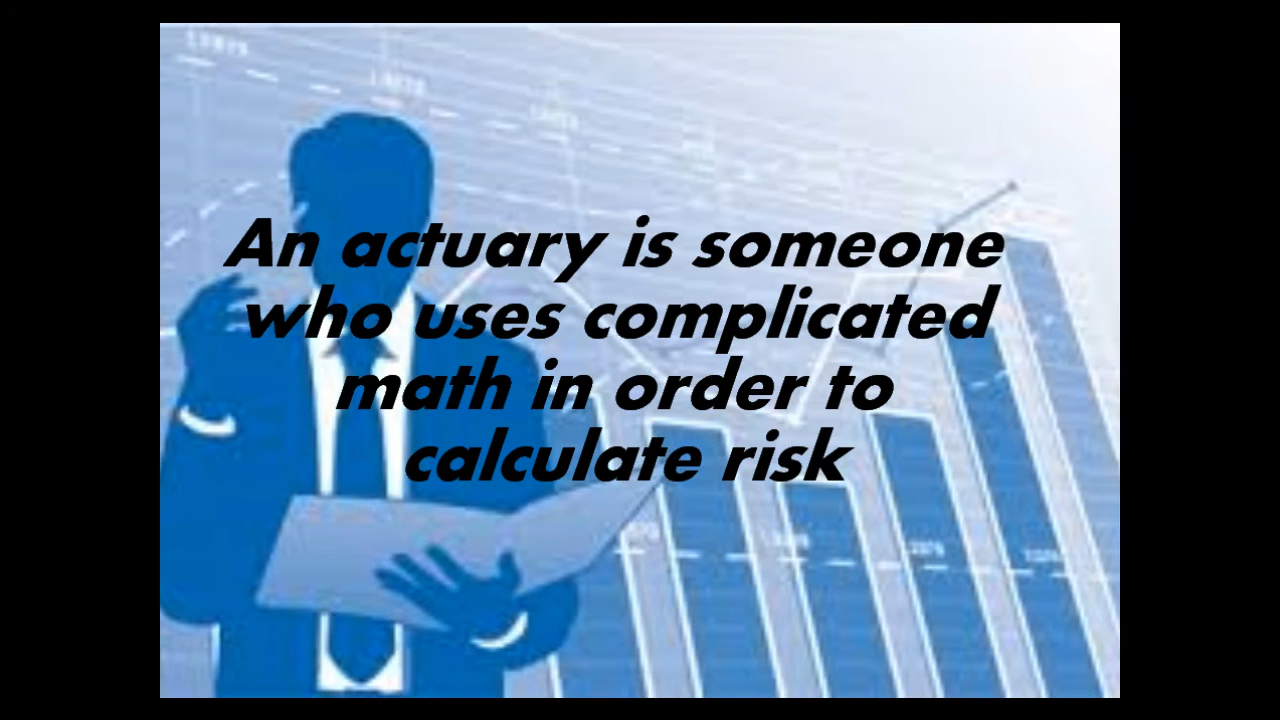 An actuary is someone
who uses complicated
math in order to
calculate risk